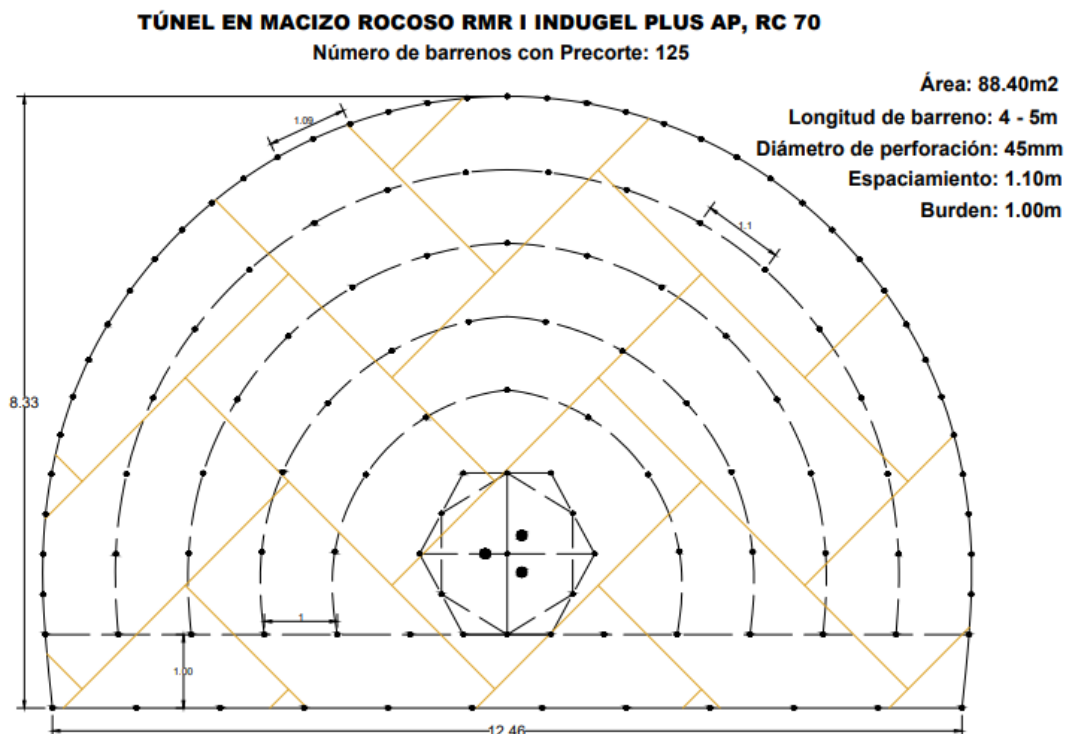 TÚNEL EN MACIZO ROCOSO RMR I INDUGEL PLUS AP, RC 70
Número de barrenos con Precorte: 125
Área: 88.40m2
Longitud de barreno: 4 - 5m
Diámetro de perforación: 45mm
Espaciamiento: 1.10m
Burden: 1.00m
1.09
1.1
8.33
1
1.00
12.46